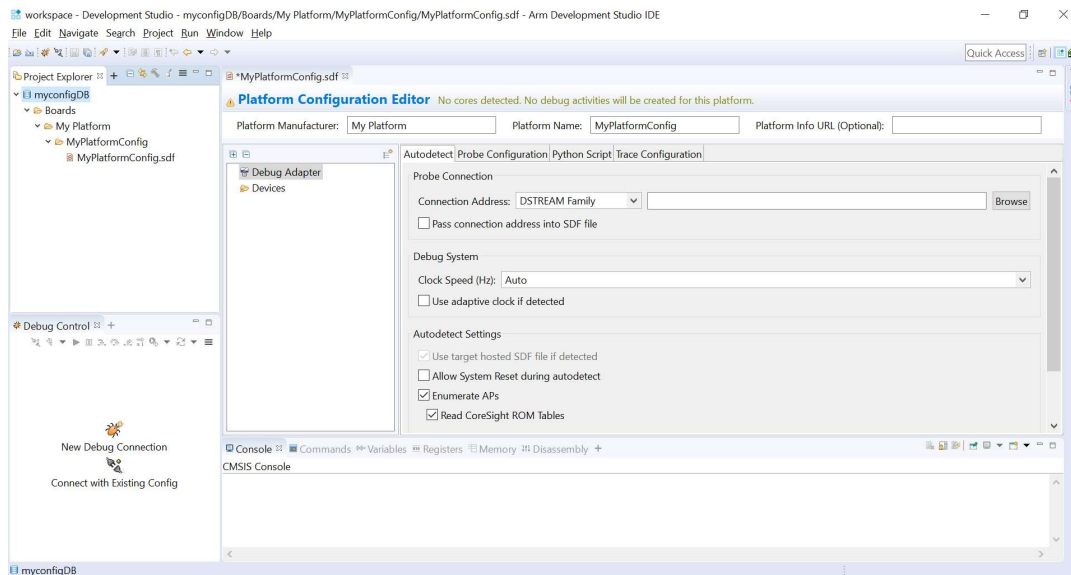 workspace - Development Studio - myconfigDB/Boards/My Platform/MyPlatformConfig/MyPlatformConfig.sdf - Arm Development Studio IDE
File Edit Navigate Search Project Run Window Help
Quick Access
Project Explorer
*MyPlatformConfig.sdf
myconfigDB
Boards
My Platform
MyPlatformConfig
MyPlatformConfig.sdf
Platform Configuration Editor No cores detected. No debug activities will be created for this platform.
Platform Manufacturer: My Platform Platform Name: MyPlatformConfig Platform Info URL (Optional):
Debug Adapter
Devices
Autodetect Probe Configuration Python Script Trace Configuration
Probe Connection
Connection Address: DSTREAM Family Browse
Pass connection address into SDF file
Debug System
Clock Speed (Hz): Auto
Use adaptive clock if detected
Autodetect Settings
Use target hosted SDF file if detected
Allow System Reset during autodetect
Enumerate APs
Read CoreSight ROM Tables
Debug Control
New Debug Connection
Connect with Existing Config
Console Commands Variables Registers Memory Disassembly
CMSIS Console
myconfigDB